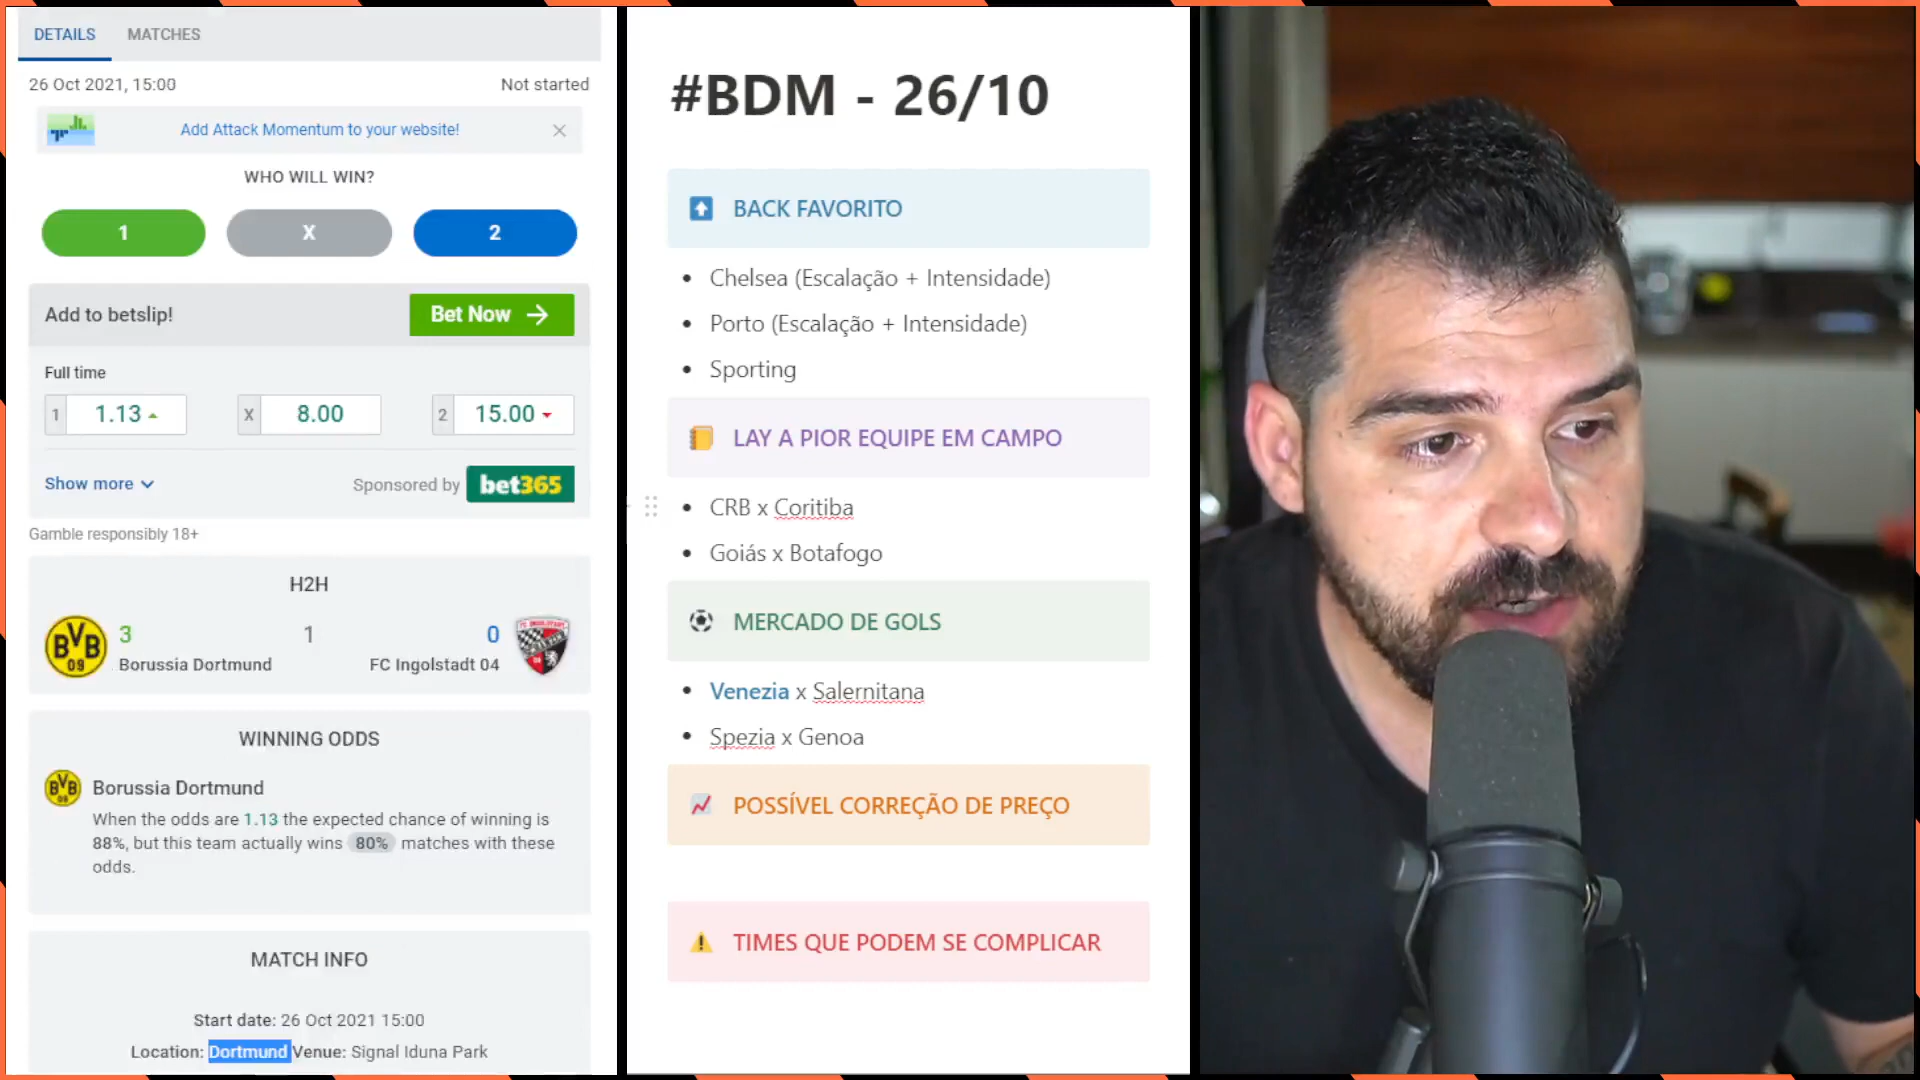 DETAILS MATCHES
26 Oct 2021, 15:00 Not started
Add Attack Momentum to your website!
WHO WILL WIN?
1 X 2
Add to betslip! Bet Now
Full time
1 1.13 X 8.00 2 15.00
Show more Sponsored by bet365
Gamble responsibly 18+
H2H
BVB 09 3 1 0
Borussia Dortmund FC Ingolstadt 04
WINNING ODDS
BVB 09 Borussia Dortmund
When the odds are 1.13 the expected chance of winning is
88%, but this team actually wins 80% matches with these
odds.
MATCH INFO
Start date: 26 Oct 2021 15:00
Location: Dortmund Venue: Signal Iduna Park
#BDM - 26/10
BACK FAVORITO
• Chelsea (Escalação + Intensidade)
• Porto (Escalação + Intensidade)
• Sporting
LAY A PIOR EQUIPE EM CAMPO
• CRB x Coritiba
• Goiás x Botafogo
MERCADO DE GOLS
• Venezia x Salernitana
• Spezia x Genoa
POSSÍVEL CORREÇÃO DE PREÇO
TIMES QUE PODEM SE COMPLICAR